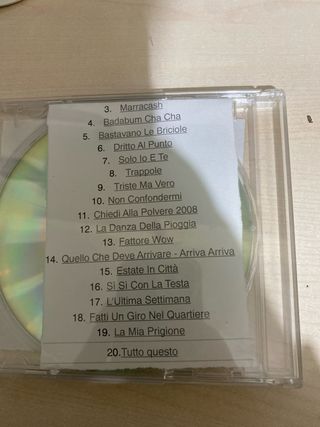 3. Marracash
4. Badabum Cha Cha
5. Bastavano Le Briciole
6. Dritto Al Punto
7. Solo Io E Te
8. Trappole
9. Triste Ma Vero
10. Non Confondermi
11. Chiedi Alla Polvere 2008
12. La Danza Della Pioggia
13. Fattore Wow
14. Quello Che Deve Arrivare - Arriva Arriva
15. Estate In Città
16. Si Si Con La Testa
17. L'Ultima Settimana
18. Fatti Un Giro Nel Quartiere
19. La Mia Prigione
20.Tutto questo